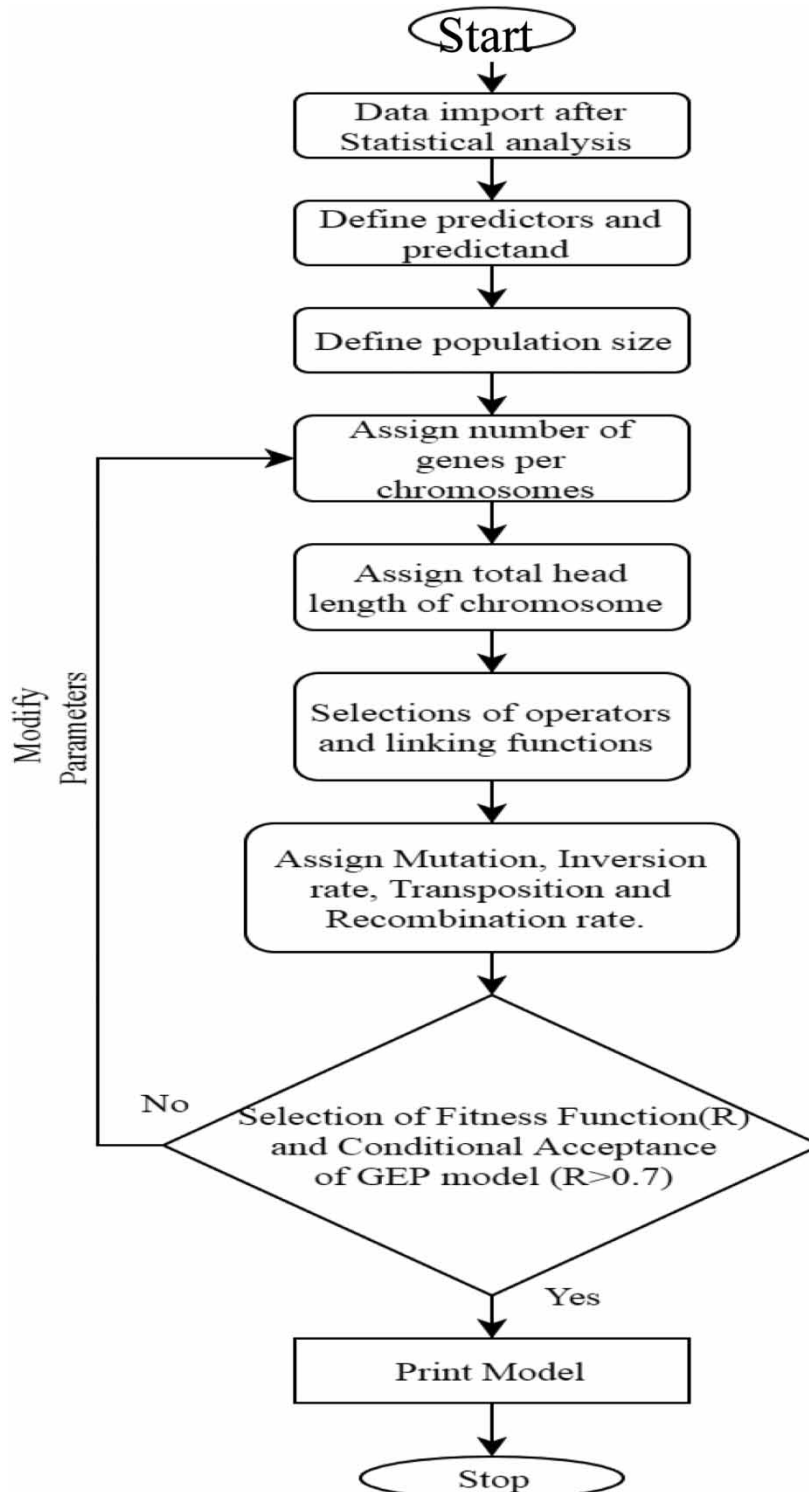 Start
Data import after
Statistical analysis
Define predictors and
predictand
Define population size
Assign number of
genes per
chromosomes
Assign total head
length of chromosome
Selections of operators
and linking functions
Modify
Parameters
Assign Mutation, Inversion
rate, Transposition and
Recombination rate.
No
Selection of Fitness Function(R)
and Conditional Acceptance
of GEP model (R>0.7)
Yes
Print Model
Stop